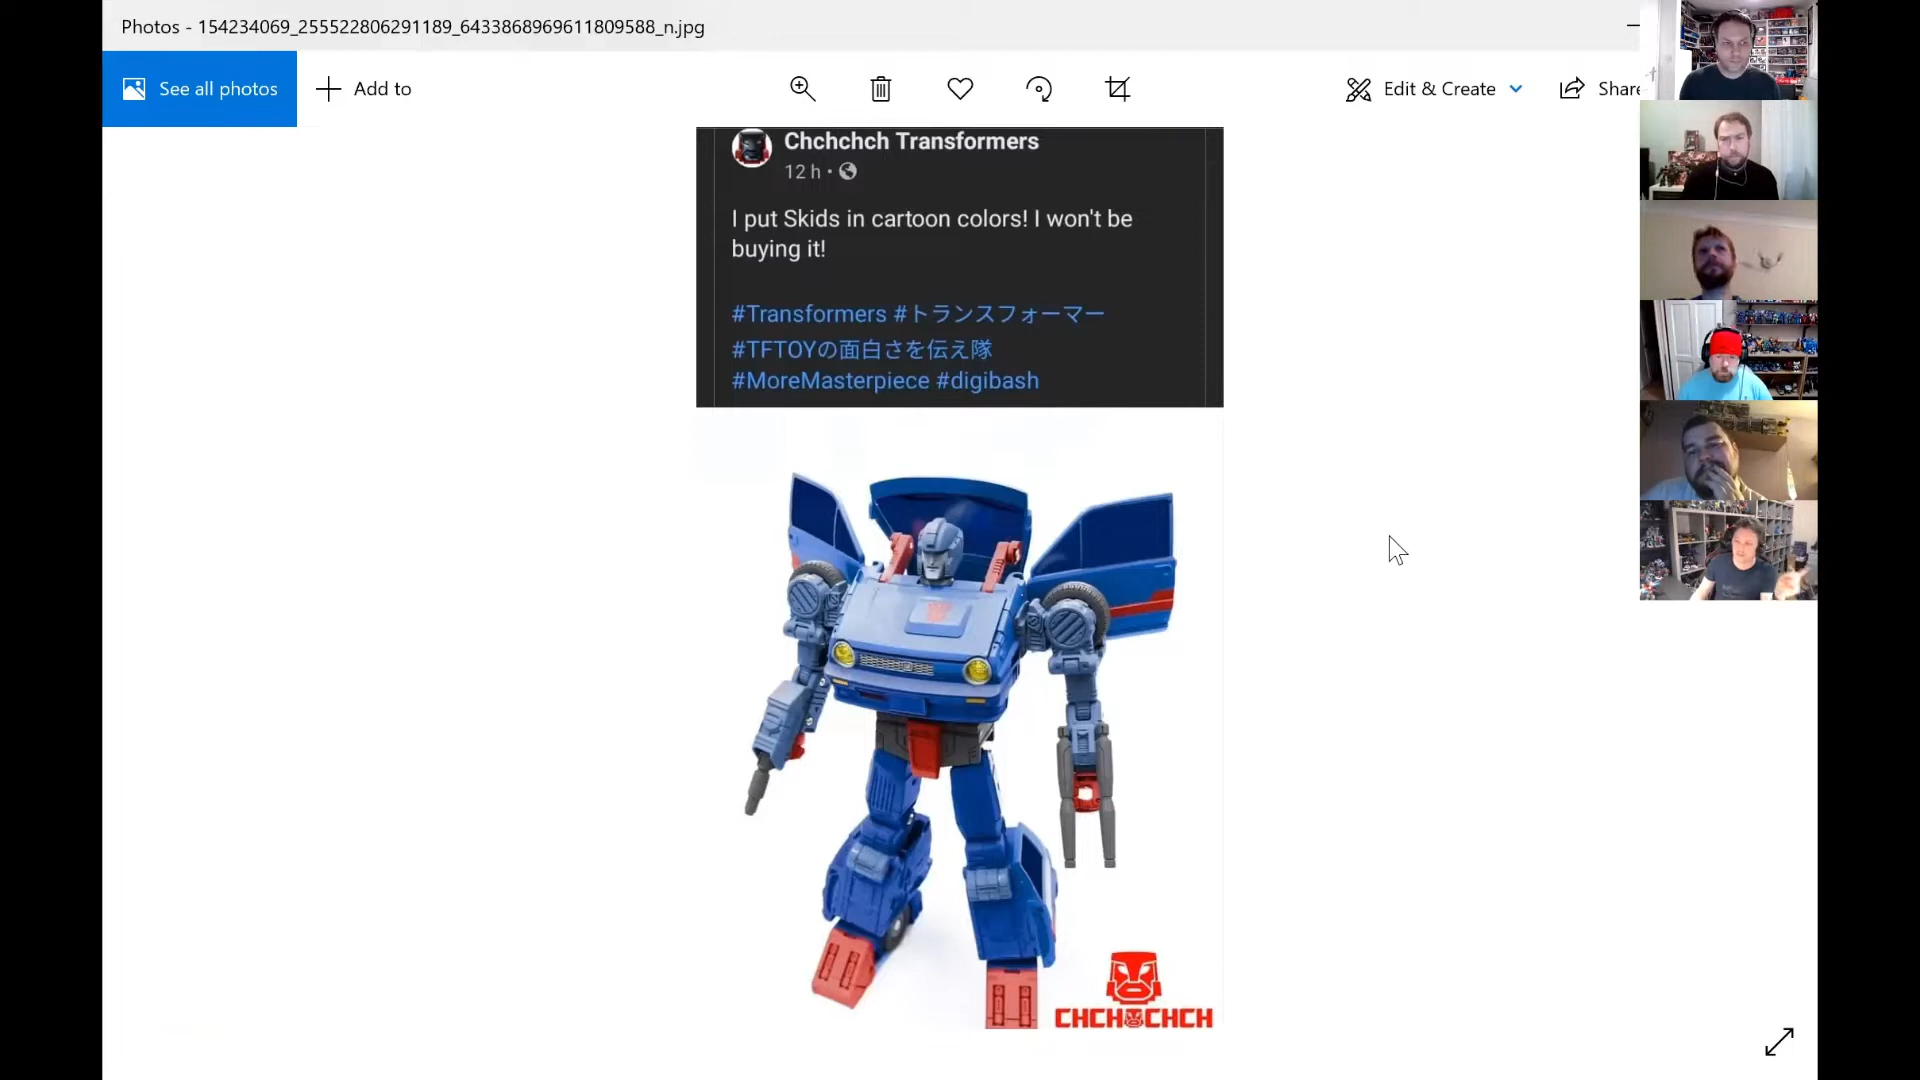 Photos - 154234069_255522806291189_6433868969611809588_n.jpg
See all photos
Add to
Edit & Create
Share
Chchchch Transformers
12 h
I put Skids in cartoon colors! I won't be
buying it!
#Transformers #トランスフォーマー
#TFTOYの面白さを伝え隊
#MoreMasterpiece #digibash
CHCH CHCH